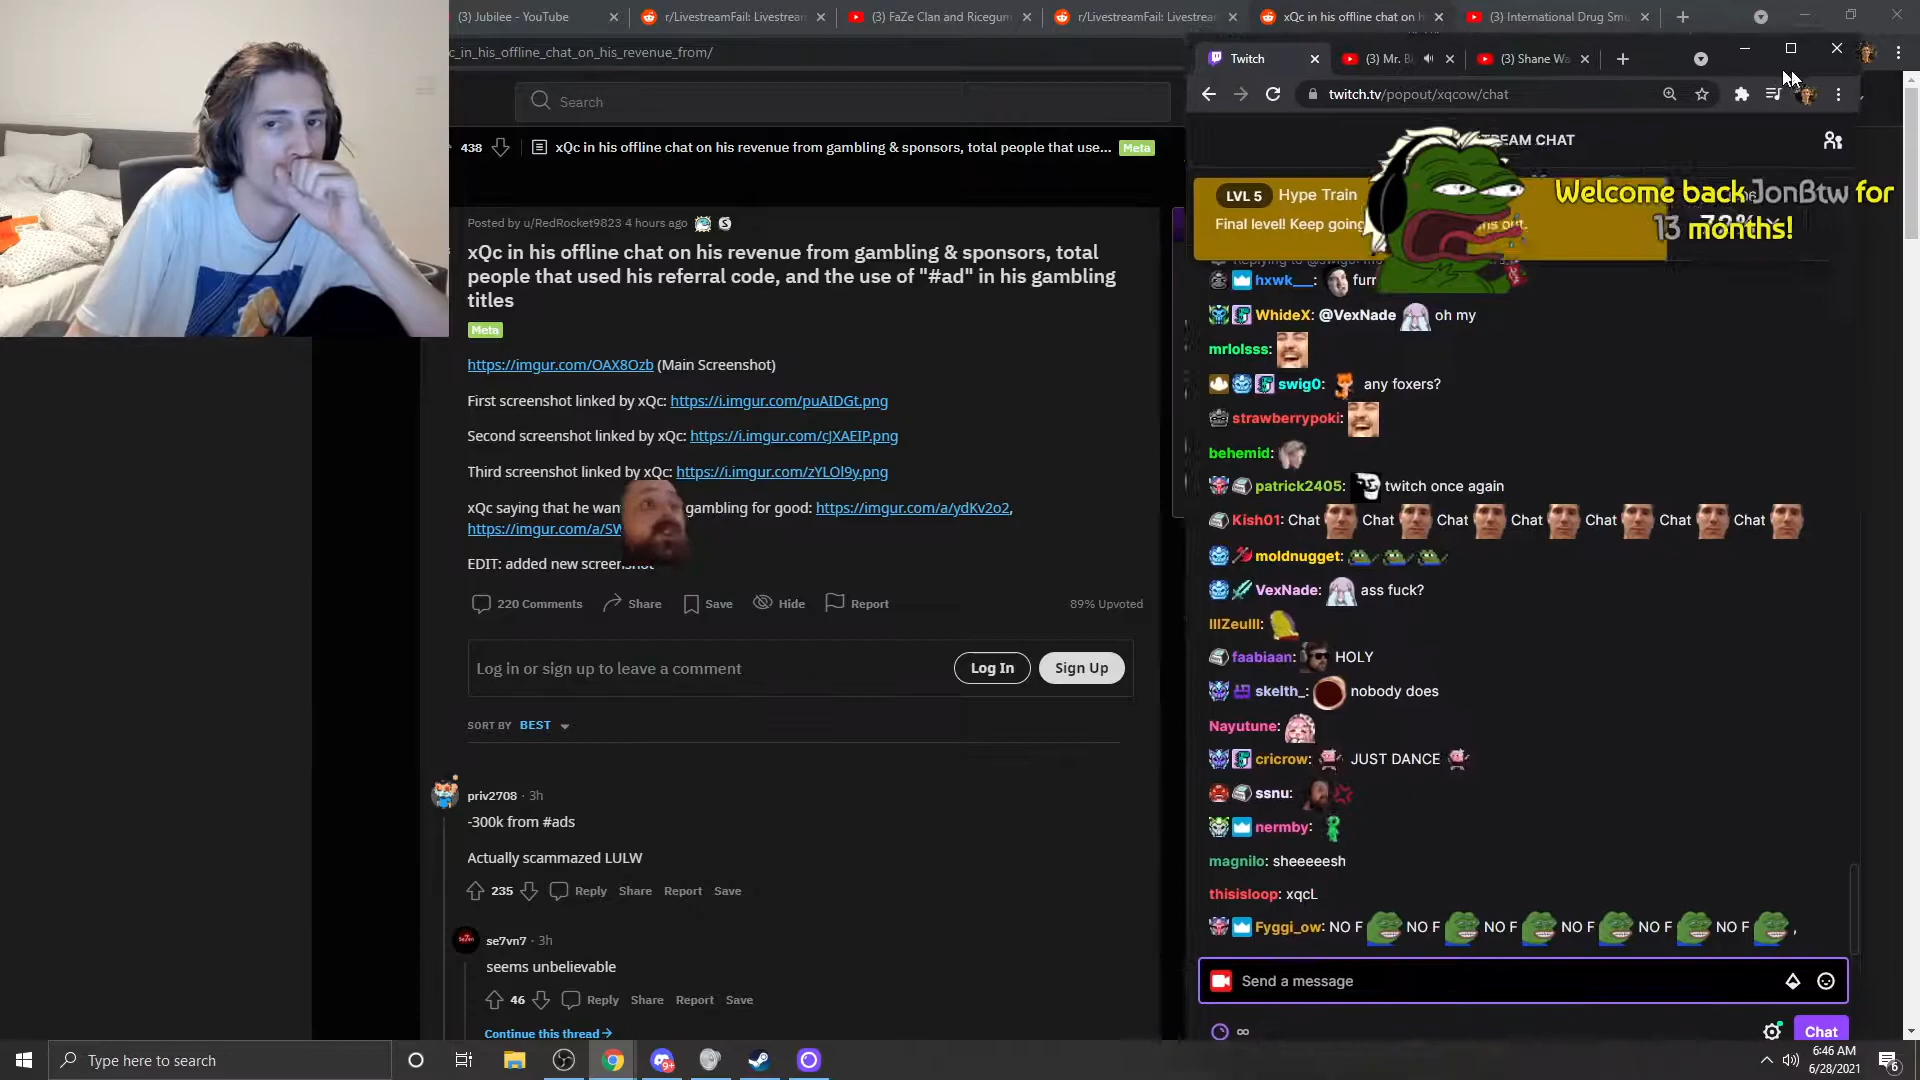 (3) Jubilee - YouTube
r/LivestreamFail: Livestream
(3) FaZe Clan and Ricegum
r/LivestreamFail: Livestrea
xQc in his offline chat on h
(3) International Drug Smu
c_in_his_offline_chat_on_his_revenue_from/
Search
438
xQc in his offline chat on his revenue from gambling & sponsors, total people that use...
Meta
Posted by u/RedRocket9823 4 hours ago
xQc in his offline chat on his revenue from gambling & sponsors, total
people that used his referral code, and the use of "#ad" in his gambling
titles
Meta
https://imgur.com/OAX8Ozb (Main Screenshot)
First screenshot linked by xQc: https://i.imgur.com/puAIDGt.png
Second screenshot linked by xQc: https://i.imgur.com/cJXAEIP.png
Third screenshot linked by xQc: https://i.imgur.com/zYLOl9y.png
xQc saying that he wan gambling for good: https://imgur.com/a/ydKv2o2,
https://imgur.com/a/SW
EDIT: added new screenshot
220 Comments
Share
Save
Hide
Report
89% Upvoted
Log in or sign up to leave a comment
Log In
Sign Up
SORT BY BEST
priv2708 · 3h
-300k from #ads
Actually scammazed LULW
235
Reply
Share
Report
Save
se7vn7 · 3h
seems unbelievable
46
Reply
Share
Report
Save
Continue this thread
Twitch
(3) Mr. B
(3) Shane Wa
twitch.tv/popout/xqcow/chat
STREAM CHAT
LVL 5 Hype Train
Final level! Keep going
Welcome back JonBtw for
13 months!
hxwk___: furr
WhideX: @VexNade oh my
mrlolsss:
swig0: any foxers?
strawberrypoki:
behemid:
patrick2405: twitch once again
Kish01: Chat Chat Chat Chat Chat Chat
moldnugget:
VexNade: ass fuck?
IIIZeuIII:
faabiaan: HOLY
skelth_: nobody does
Nayutune:
cricrow: JUST DANCE
ssnu:
nermby:
magnilo: sheeeeesh
thisisloop: xqcL
Fyggi_ow: NO F NO F NO F NO F NO F NO F ,
Send a message
∞
Chat
Type here to search
9+
6:46 AM
6/28/2021
6